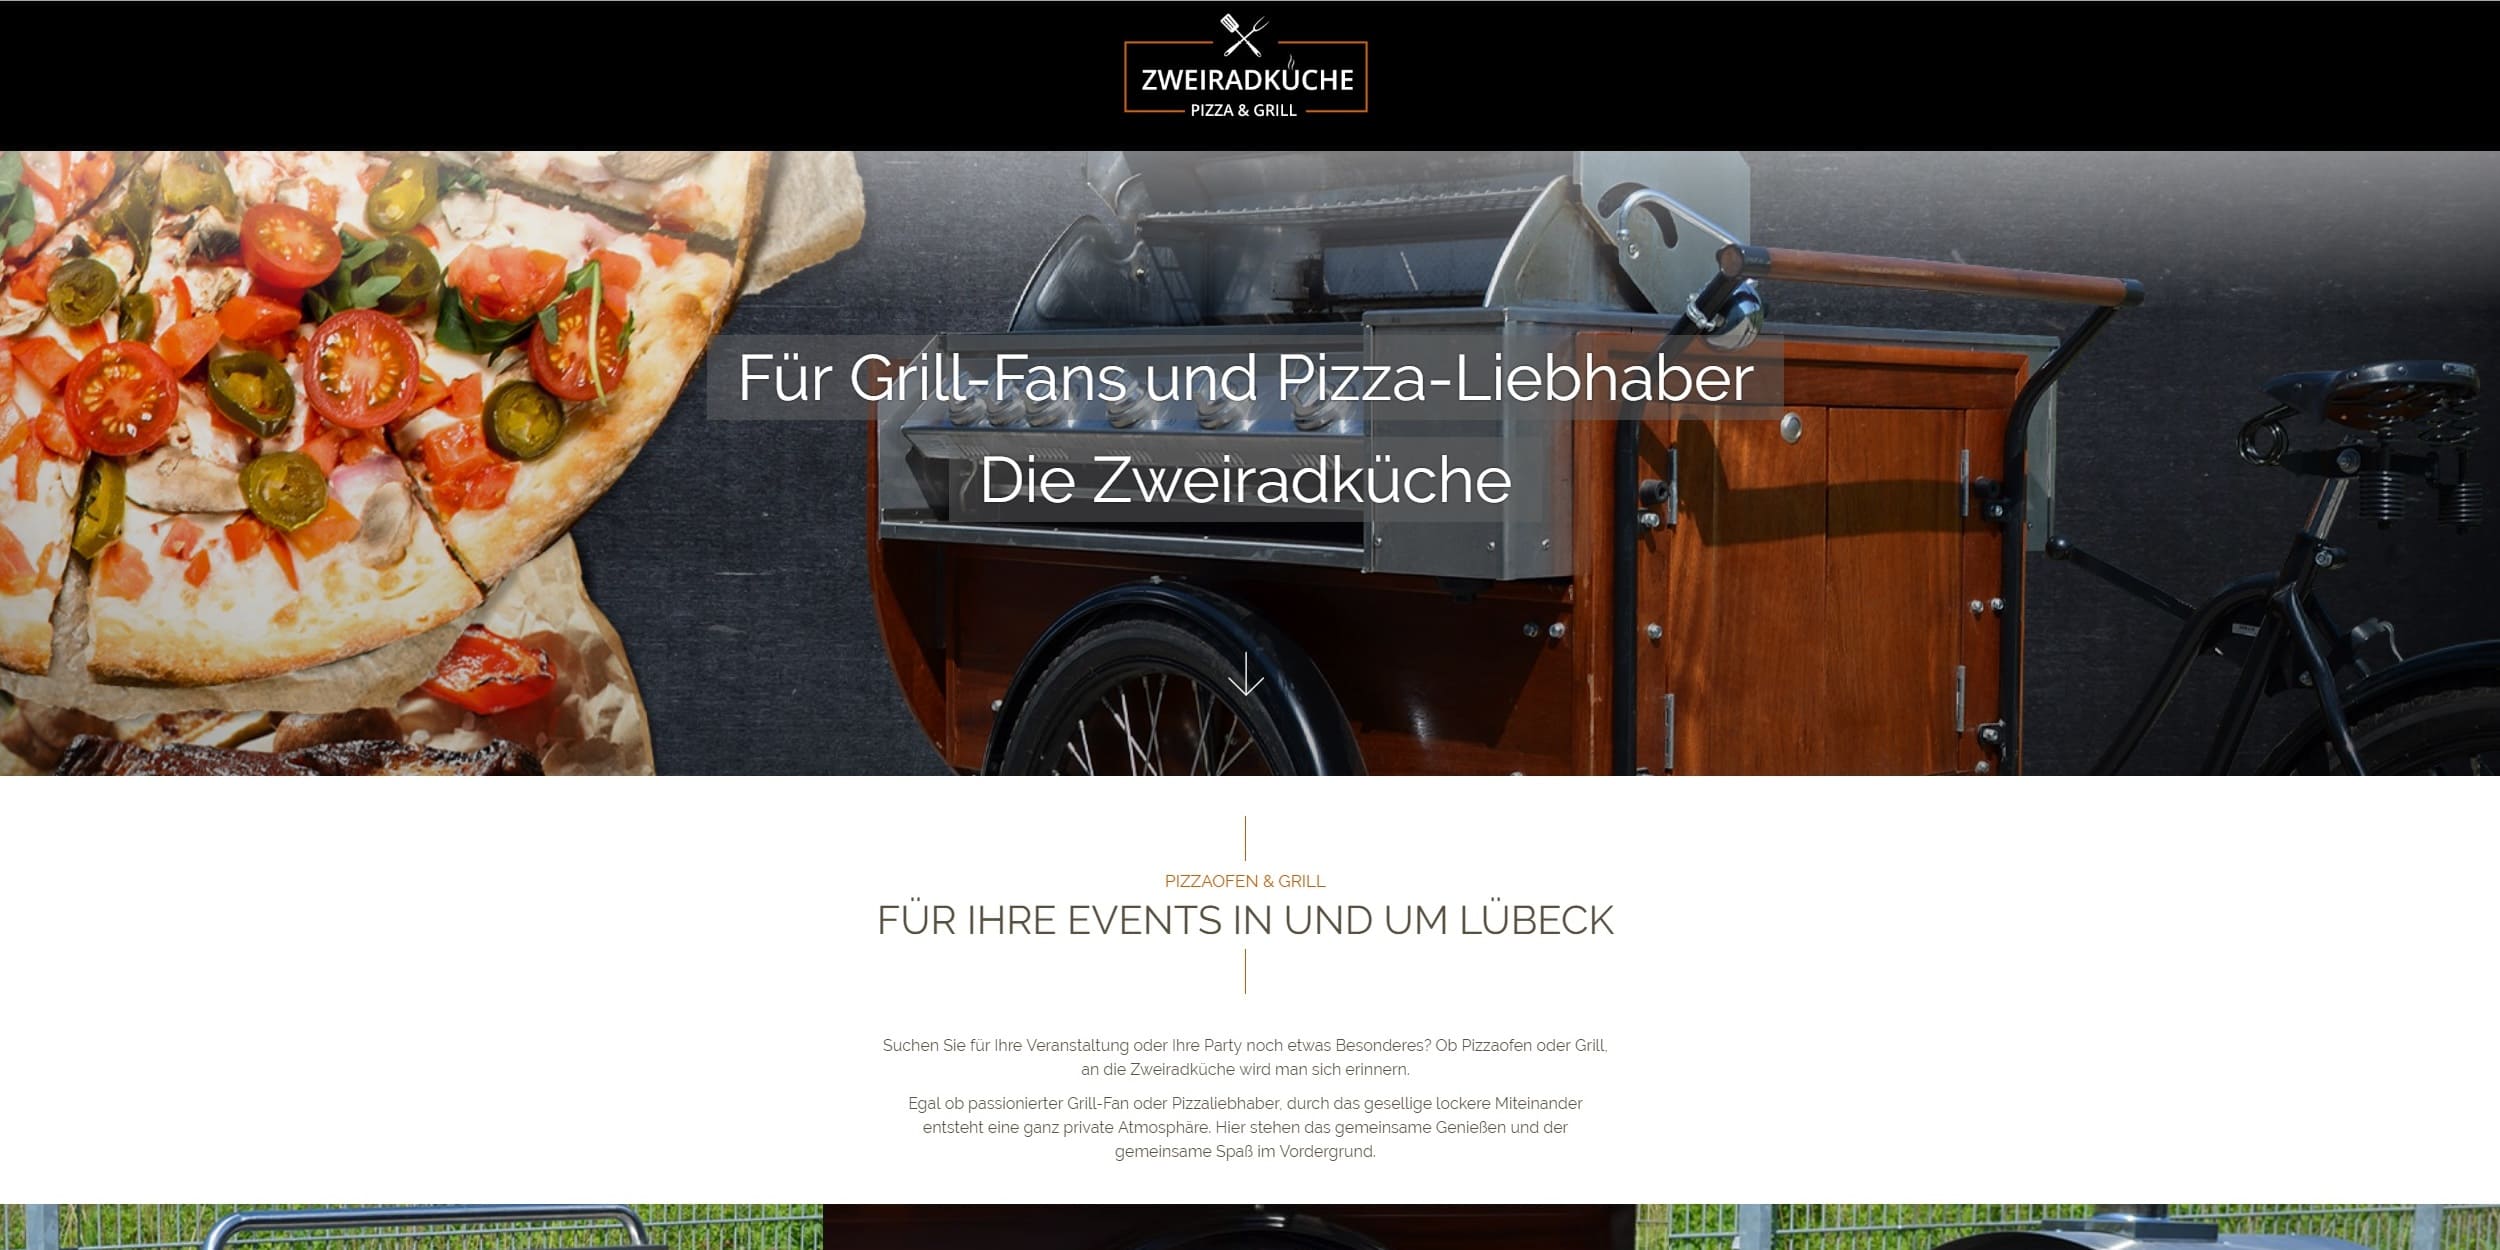 ZWEIRADKÜCHE
PIZZA & GRILL
Für Grill-Fans und Pizza-Liebhaber
Die Zweiradküche
PIZZAOFEN & GRILL
FÜR IHRE EVENTS IN UND UM LÜBECK
Suchen Sie für Ihre Veranstaltung oder Ihre Party noch etwas Besonderes? Ob Pizzaofen oder Grill,
an die Zweiradküche wird man sich erinnern.
Egal ob passionierter Grill-Fan oder Pizzaliebhaber, durch das gesellige lockere Miteinander
entsteht eine ganz private Atmosphäre. Hier stehen das gemeinsame Genießen und der
gemeinsame Spaß im Vordergrund.